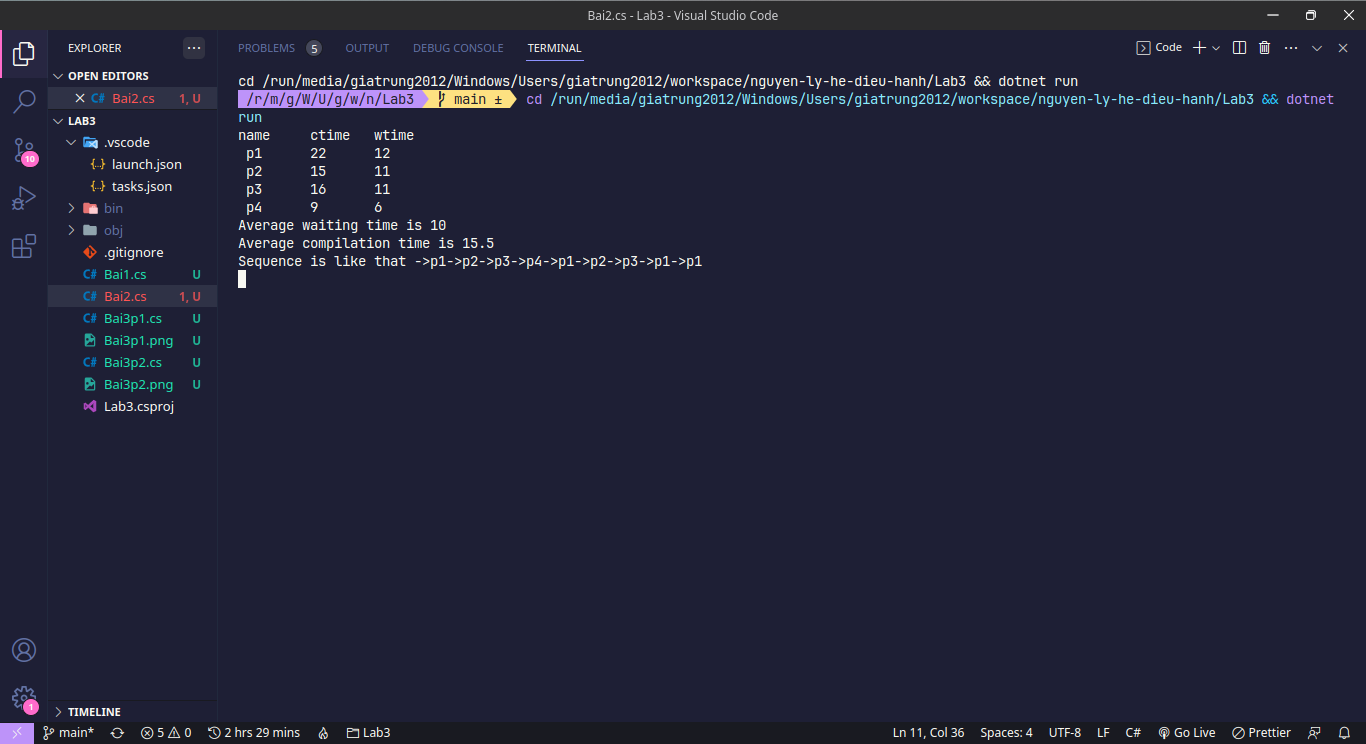 Bai2.cs - Lab3 - Visual Studio Code
EXPLORER
OPEN EDITORS
Bai2.cs 1, U
LAB3
.vscode
launch.json
tasks.json
bin
obj
.gitignore
Bai1.cs U
Bai2.cs 1, U
Bai3p1.cs U
Bai3p1.png U
Bai3p2.cs U
Bai3p2.png U
Lab3.csproj
TIMELINE
10
1
PROBLEMS 5 OUTPUT DEBUG CONSOLE TERMINAL
Code
cd /run/media/giatrung2012/Windows/Users/giatrung2012/workspace/nguyen-ly-he-dieu-hanh/Lab3 && dotnet run
/r/m/g/W/U/g/w/n/Lab3 main ± cd /run/media/giatrung2012/Windows/Users/giatrung2012/workspace/nguyen-ly-he-dieu-hanh/Lab3 && dotnet
run
name ctime wtime
p1 22 12
p2 15 11
p3 16 11
p4 9 6
Average waiting time is 10
Average compilation time is 15.5
Sequence is like that ->p1->p2->p3->p4->p1->p2->p3->p1->p1
main* 5 0 2 hrs 29 mins Lab3 Ln 11, Col 36 Spaces: 4 UTF-8 LF C# Go Live Prettier